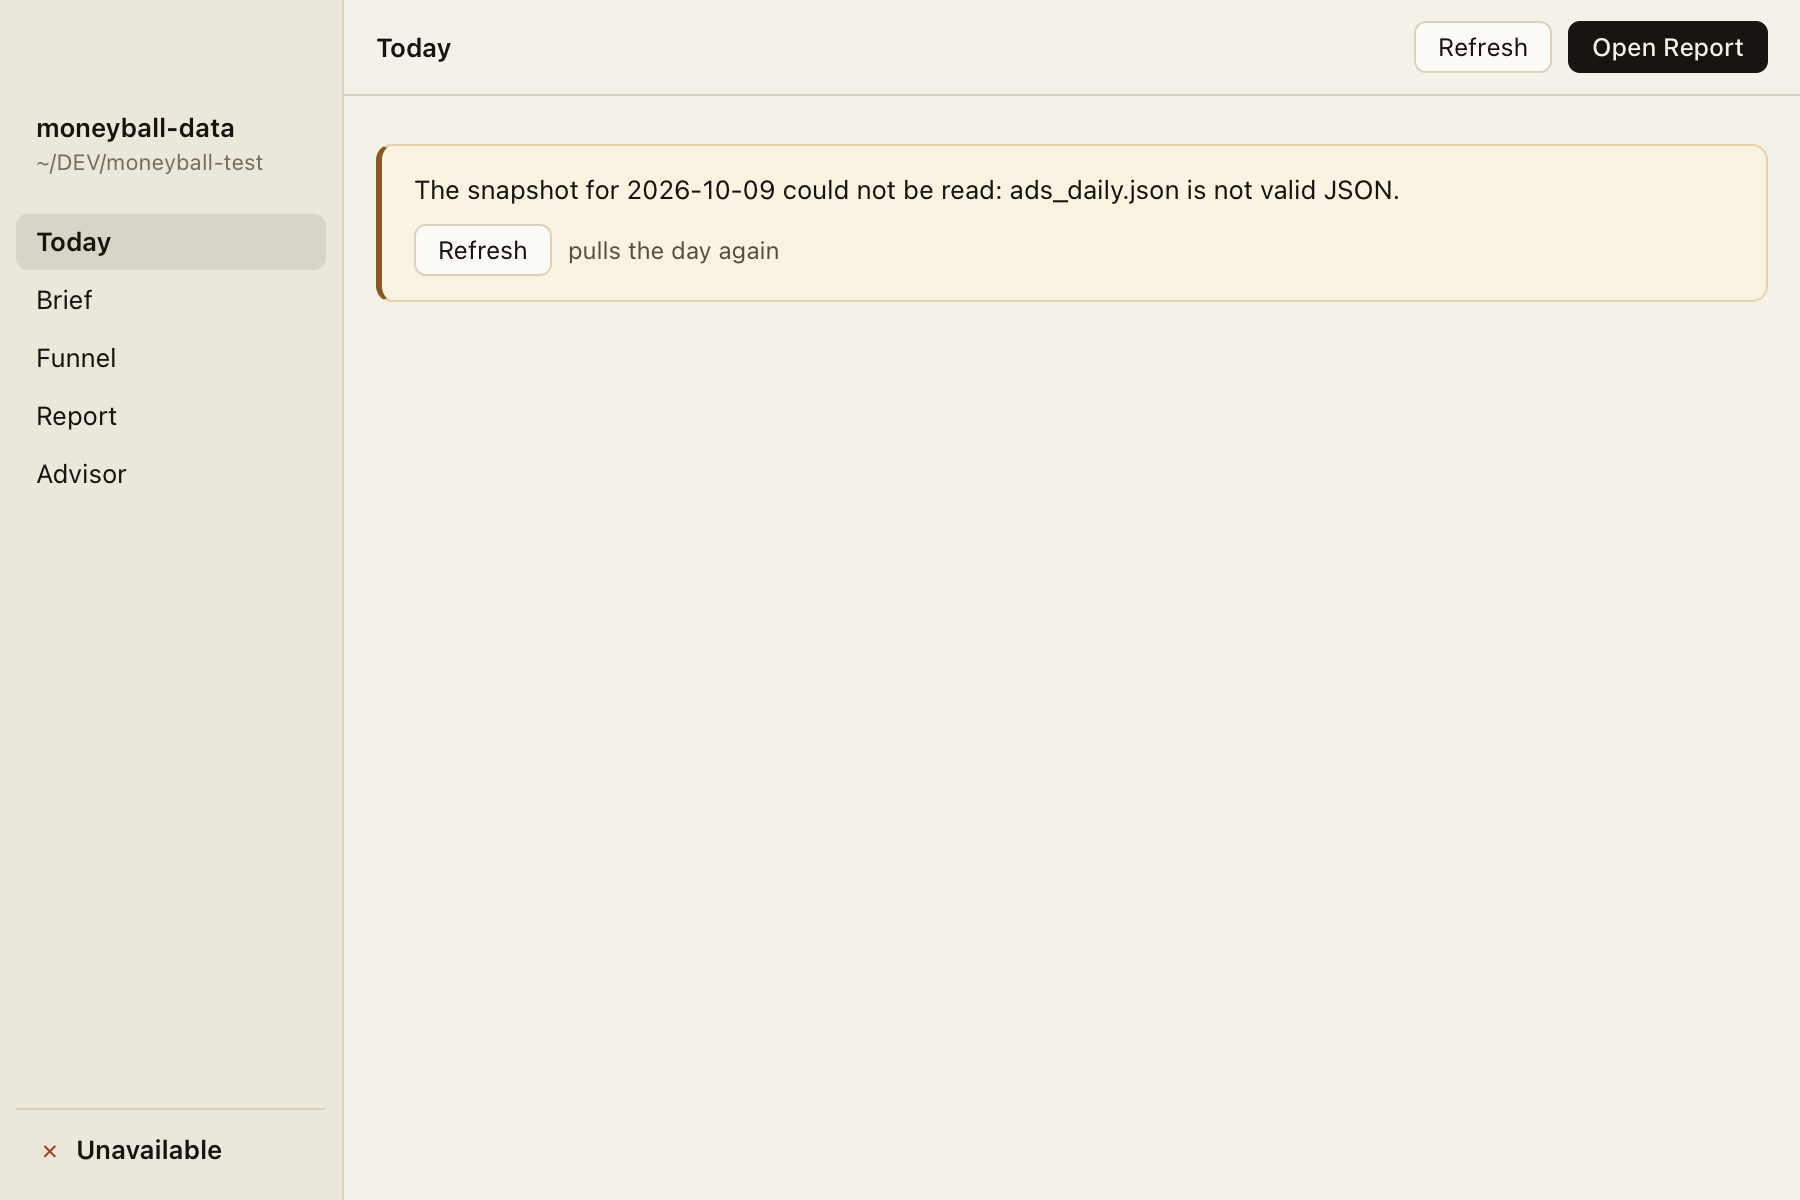 moneyball-data
~/DEV/moneyball-test
Today
Brief
Funnel
Report
Advisor
× Unavailable
Today
Refresh
Open Report
The snapshot for 2026-10-09 could not be read: ads_daily.json is not valid JSON.
Refresh pulls the day again